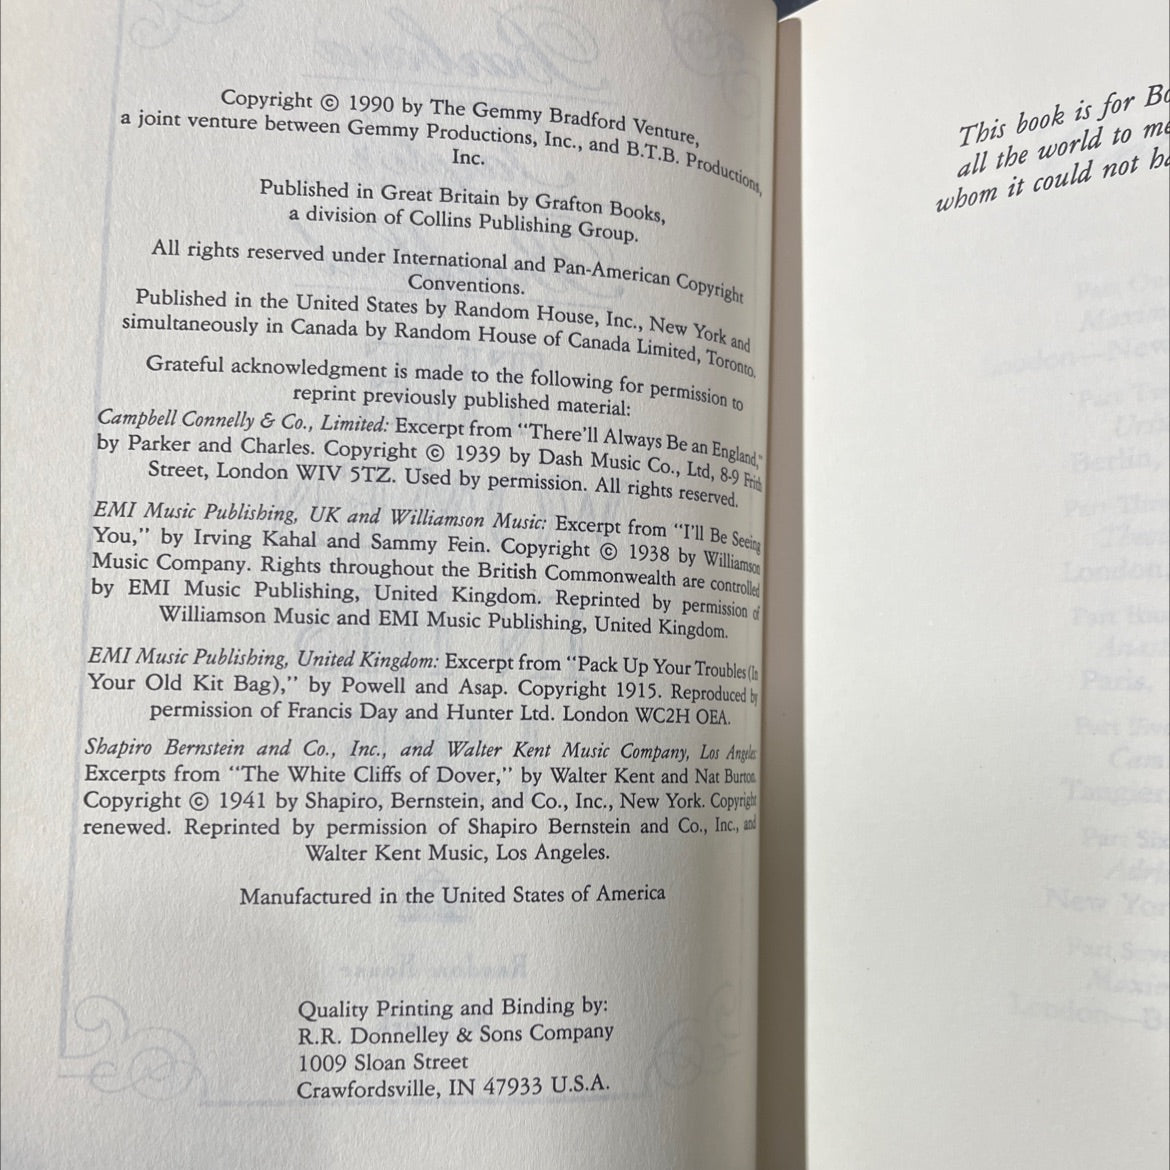 Copyright © 1990 by The Gemmy Bradford Venture,
a joint venture between Gemmy Productions, Inc., and B.T.B. Productions,
Inc.
Published in Great Britain by Grafton Books,
a division of Collins Publishing Group.
All rights reserved under International and Pan-American Copyright
Conventions.
Published in the United States by Random House, Inc., New York and
simultaneously in Canada by Random House of Canada Limited, Toronto.
Grateful acknowledgment is made to the following for permission to
reprint previously published material:
Campbell Connelly & Co., Limited: Excerpt from "There'll Always Be an England,"
by Parker and Charles. Copyright © 1939 by Dash Music Co., Ltd, 8-9 Frith
Street, London WIV 5TZ. Used by permission. All rights reserved.
EMI Music Publishing, UK and Williamson Music: Excerpt from "I'll Be Seeing
You," by Irving Kahal and Sammy Fein. Copyright © 1938 by Williamson
Music Company. Rights throughout the British Commonwealth are controlled
by EMI Music Publishing, United Kingdom. Reprinted by permission of
Williamson Music and EMI Music Publishing, United Kingdom.
EMI Music Publishing, United Kingdom: Excerpt from "Pack Up Your Troubles (In
Your Old Kit Bag)," by Powell and Asap. Copyright 1915. Reproduced by
permission of Francis Day and Hunter Ltd. London WC2H OEA.
Shapiro Bernstein and Co., Inc., and Walter Kent Music Company, Los Angeles:
Excerpts from "The White Cliffs of Dover," by Walter Kent and Nat Burton.
Copyright © 1941 by Shapiro, Bernstein, and Co., Inc., New York. Copyright
renewed. Reprinted by permission of Shapiro Bernstein and Co., Inc., and
Walter Kent Music, Los Angeles.
Manufactured in the United States of America
Quality Printing and Binding by:
R.R. Donnelley & Sons Company
1009 Sloan Street
Crawfordsville, IN 47933 U.S.A.
This book is for Bo
all the world to me
whom it could not ha